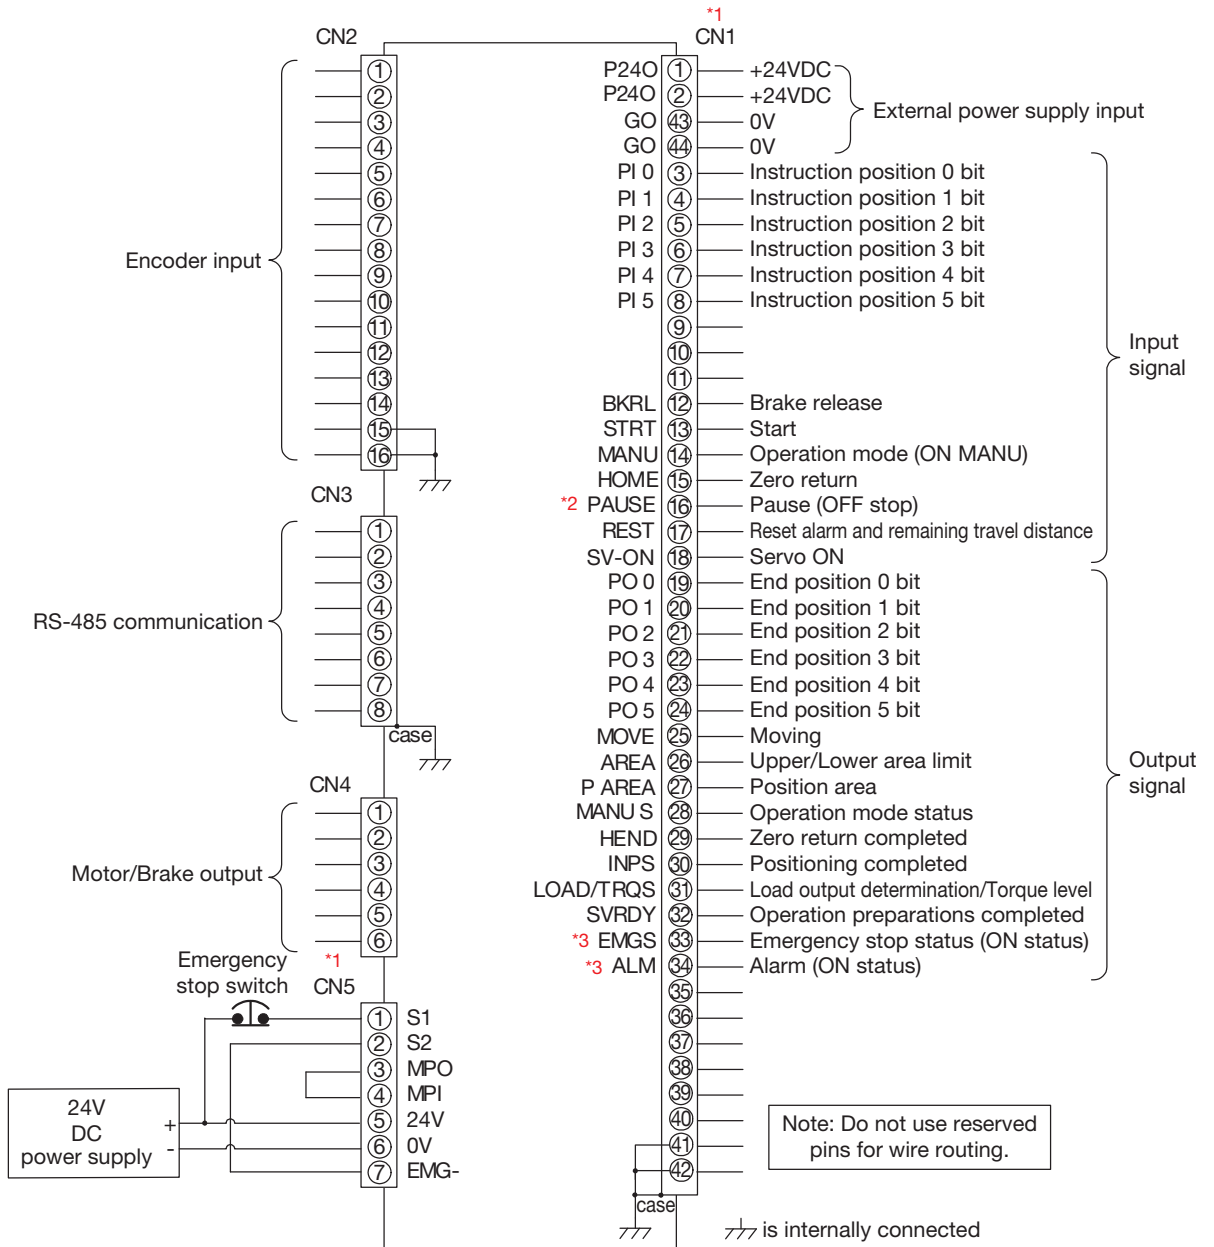 CN2
①
②
③
④
⑤
⑥
⑦
⑧
⑨
⑩
⑪
⑫
⑬
⑭
⑮
⑯
Encoder input
CN3
①
②
③
④
⑤
⑥
⑦
⑧
case
RS-485 communication
CN4
①
②
③
④
⑤
⑥
Motor/Brake output
Emergency
stop switch
*1
CN5
① S1
② S2
③ MPO
④ MPI
⑤ 24V
⑥ 0V
⑦ EMG-
24V
DC
power supply
+
-
*1
CN1
P24O ① +24VDC
P24O ② +24VDC
GO ㊸ 0V
GO ㊹ 0V
External power supply input
PI 0 ③ Instruction position 0 bit
PI 1 ④ Instruction position 1 bit
PI 2 ⑤ Instruction position 2 bit
PI 3 ⑥ Instruction position 3 bit
PI 4 ⑦ Instruction position 4 bit
PI 5 ⑧ Instruction position 5 bit
⑨
⑩
⑪
BKRL ⑫ Brake release
STRT ⑬ Start
MANU ⑭ Operation mode (ON MANU)
HOME ⑮ Zero return
*2 PAUSE ⑯ Pause (OFF stop)
REST ⑰ Reset alarm and remaining travel distance
SV-ON ⑱ Servo ON
Input
signal
PO 0 ⑲ End position 0 bit
PO 1 ⑳ End position 1 bit
PO 2 ㉑ End position 2 bit
PO 3 ㉒ End position 3 bit
PO 4 ㉓ End position 4 bit
PO 5 ㉔ End position 5 bit
MOVE ㉕ Moving
AREA ㉖ Upper/Lower area limit
P AREA ㉗ Position area
MANU S ㉘ Operation mode status
HEND ㉙ Zero return completed
INPS ㉚ Positioning completed
LOAD/TRQS ㉛ Load output determination/Torque level
SVRDY ㉜ Operation preparations completed
*3 EMGS ㉝ Emergency stop status (ON status)
*3 ALM ㉞ Alarm (ON status)
Output
signal
㉟
㊱
㊲
㊳
㊴
㊵
㊶
㊷
case
Note: Do not use reserved
pins for wire routing.
is internally connected